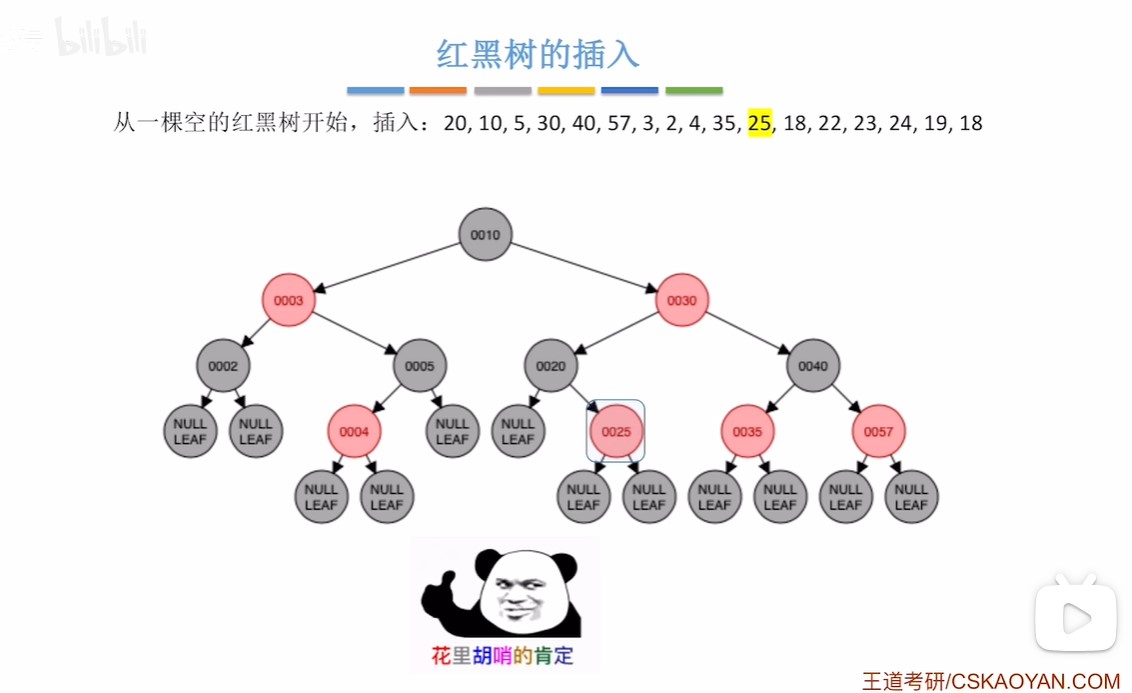 bilibili
红黑树的插入
从一棵空的红黑树开始，插入：20, 10, 5, 30, 40, 57, 3, 2, 4, 35, 25, 18, 22, 23, 24, 19, 18
0010
0003
0030
0002
0005
0020
0040
NULL LEAF
NULL LEAF
0004
NULL LEAF
NULL LEAF
0025
0035
0057
NULL LEAF
NULL LEAF
NULL LEAF
NULL LEAF
NULL LEAF
NULL LEAF
NULL LEAF
NULL LEAF
花里胡哨的肯定
王道考研/CSKAOYAN.COM